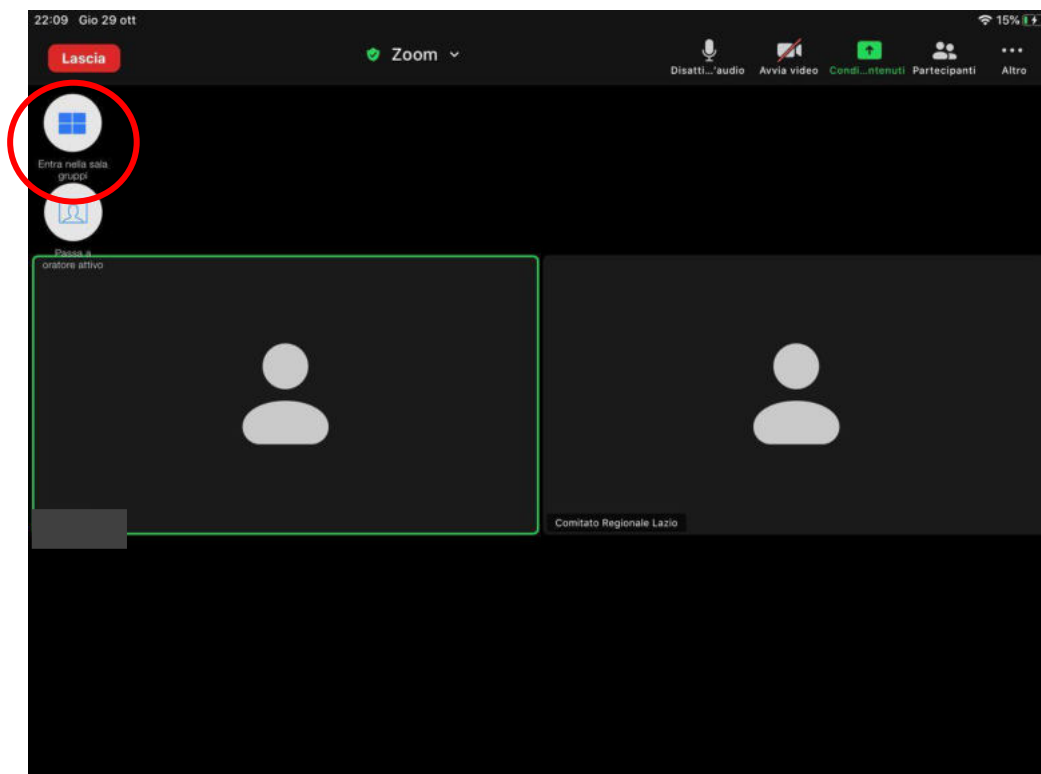 22:09 Gio 29 ott
15%
Lascia
Zoom
Disatti...'audio
Avvia video
Condi...ntenuti
Partecipanti
Altro
Entra nella sala
gruppi
Passa a
oratore attivo
Comitato Regionale Lazio